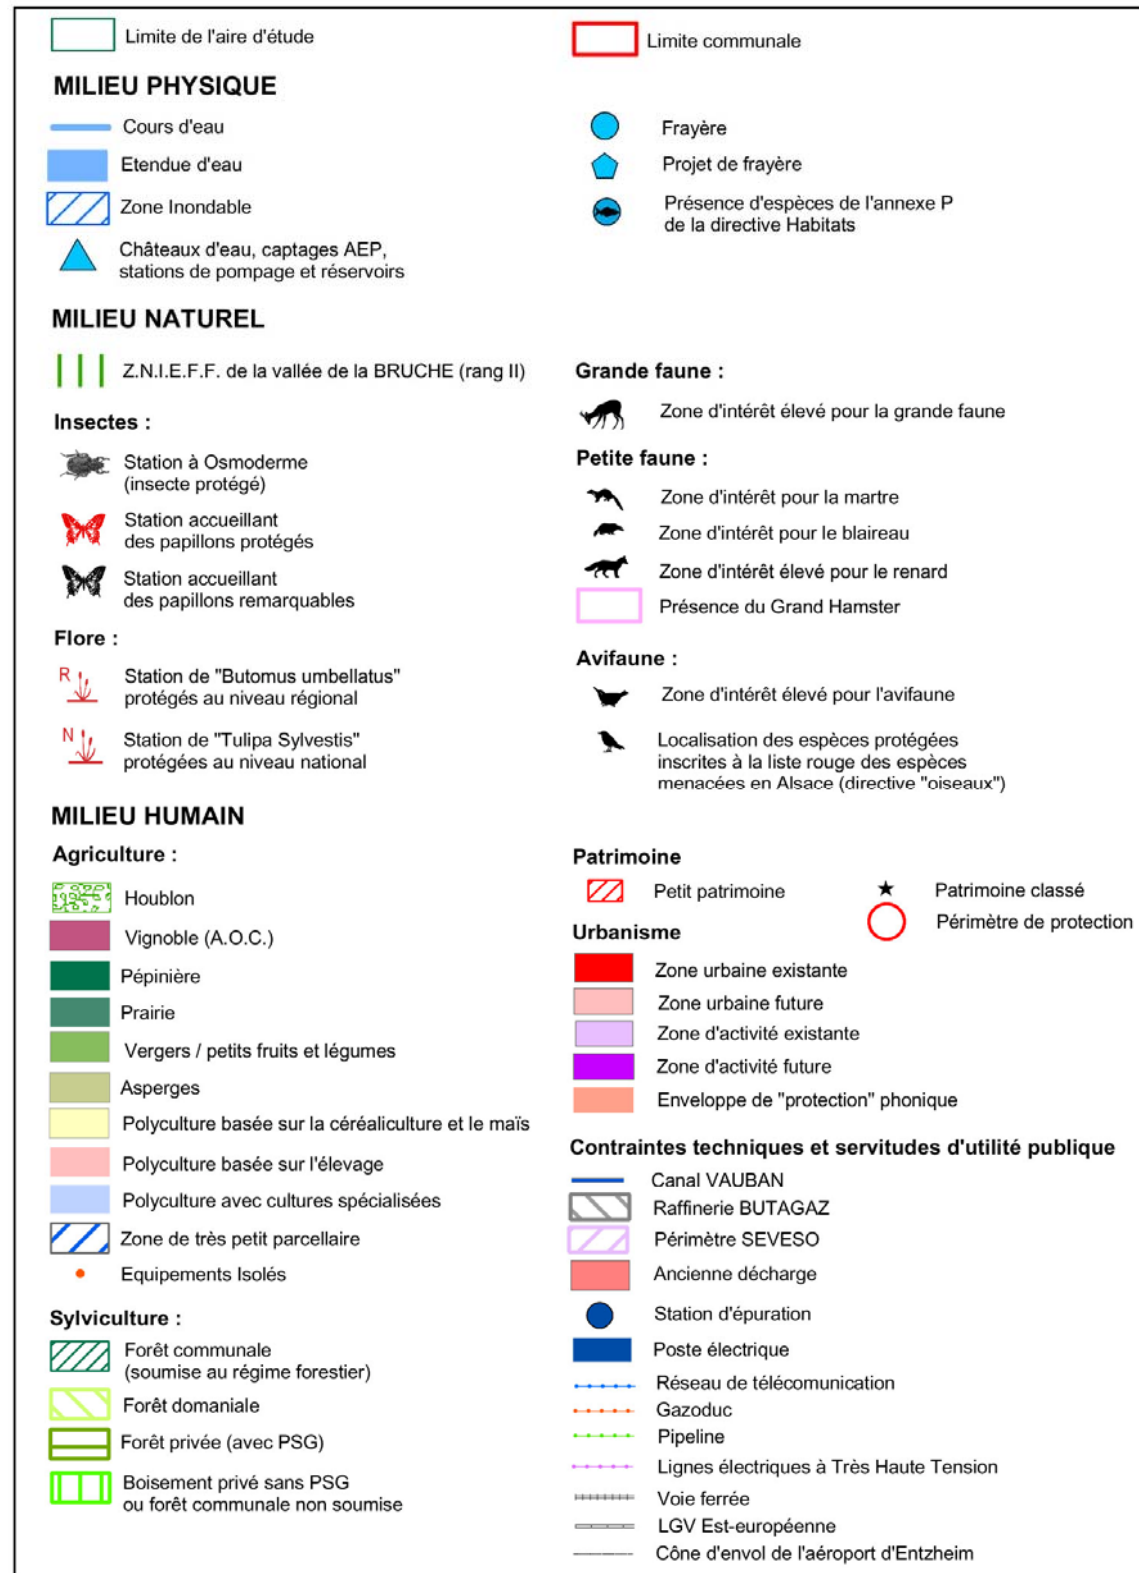 Limite de l'aire d'étude
Limite communale
MILIEU PHYSIQUE
Cours d'eau
Etendue d'eau
Zone Inondable
Châteaux d'eau, captages AEP,
stations de pompage et réservoirs
Frayère
Projet de frayère
Présence d'espèces de l'annexe P
de la directive Habitats
MILIEU NATUREL
Z.N.I.E.F.F. de la vallée de la BRUCHE (rang II)
Insectes :
Station à Osmoderme
(insecte protégé)
Station accueillant
des papillons protégés
Station accueillant
des papillons remarquables
Flore :
R
Station de "Butomus umbellatus"
protégés au niveau régional
N
Station de "Tulipa Sylvestis"
protégées au niveau national
Grande faune :
Zone d'intérêt élevé pour la grande faune
Petite faune :
Zone d'intérêt pour la martre
Zone d'intérêt pour le blaireau
Zone d'intérêt élevé pour le renard
Présence du Grand Hamster
Avifaune :
Zone d'intérêt élevé pour l'avifaune
Localisation des espèces protégées
inscrites à la liste rouge des espèces
menacées en Alsace (directive "oiseaux")
MILIEU HUMAIN
Agriculture :
Houblon
Vignoble (A.O.C.)
Pépinière
Prairie
Vergers / petits fruits et légumes
Asperges
Polyculture basée sur la céréaliculture et le maïs
Polyculture basée sur l'élevage
Polyculture avec cultures spécialisées
Zone de très petit parcellaire
Equipements Isolés
Sylviculture :
Forêt communale
(soumise au régime forestier)
Forêt domaniale
Forêt privée (avec PSG)
Boisement privé sans PSG
ou forêt communale non soumise
Patrimoine
Petit patrimoine
Patrimoine classé
Périmètre de protection
Urbanisme
Zone urbaine existante
Zone urbaine future
Zone d'activité existante
Zone d'activité future
Enveloppe de "protection" phonique
Contraintes techniques et servitudes d'utilité publique
Canal VAUBAN
Raffinerie BUTAGAZ
Périmètre SEVESO
Ancienne décharge
Station d'épuration
Poste électrique
Réseau de télécomunication
Gazoduc
Pipeline
Lignes électriques à Très Haute Tension
Voie ferrée
LGV Est-européenne
Cône d'envol de l'aéroport d'Entzheim